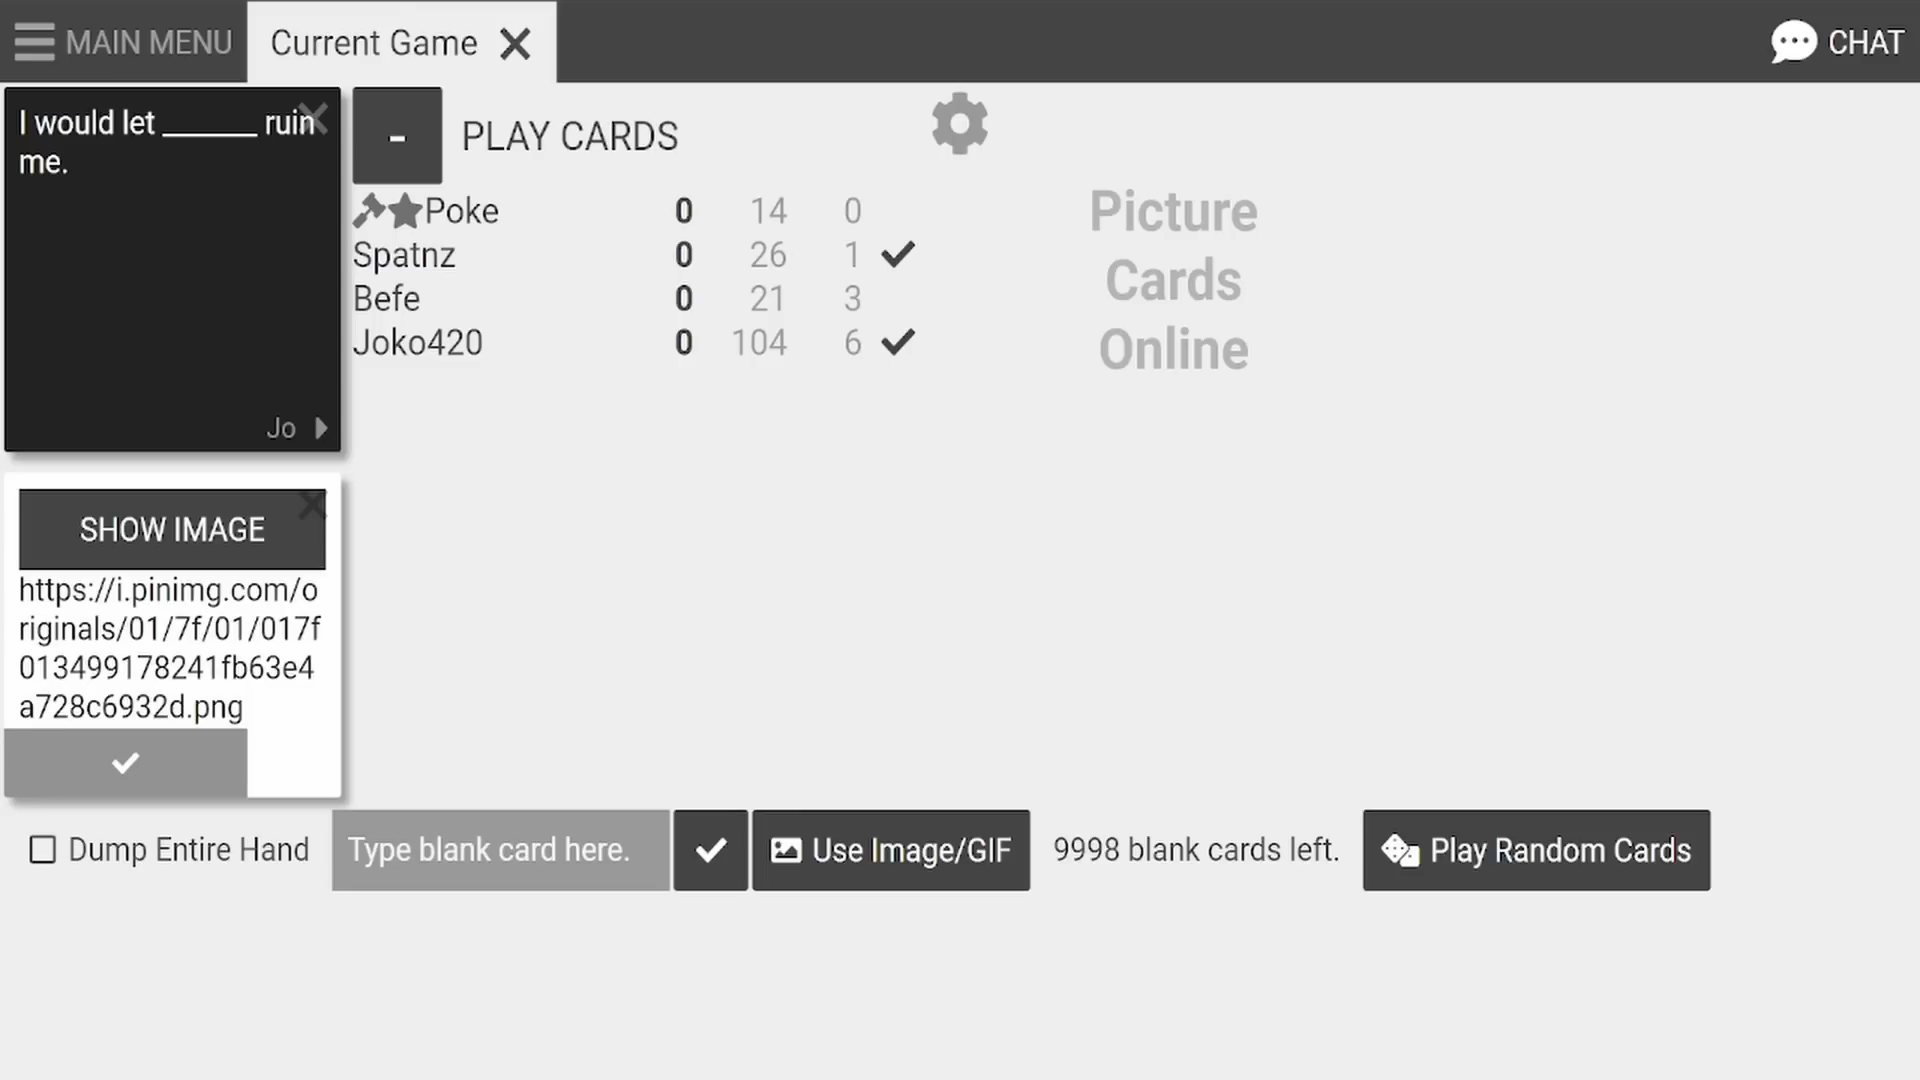 MAIN MENU
Current Game
CHAT
I would let ______ ruin
me.
Jo
-
PLAY CARDS
Poke 0 14 0
Spatnz 0 26 1
Befe 0 21 3
Joko420 0 104 6
Picture
Cards
Online
SHOW IMAGE
https://i.pinimg.com/o
riginals/01/7f/01/017f
013499178241fb63e4
a728c6932d.png
Dump Entire Hand
Type blank card here.
Use Image/GIF
9998 blank cards left.
Play Random Cards